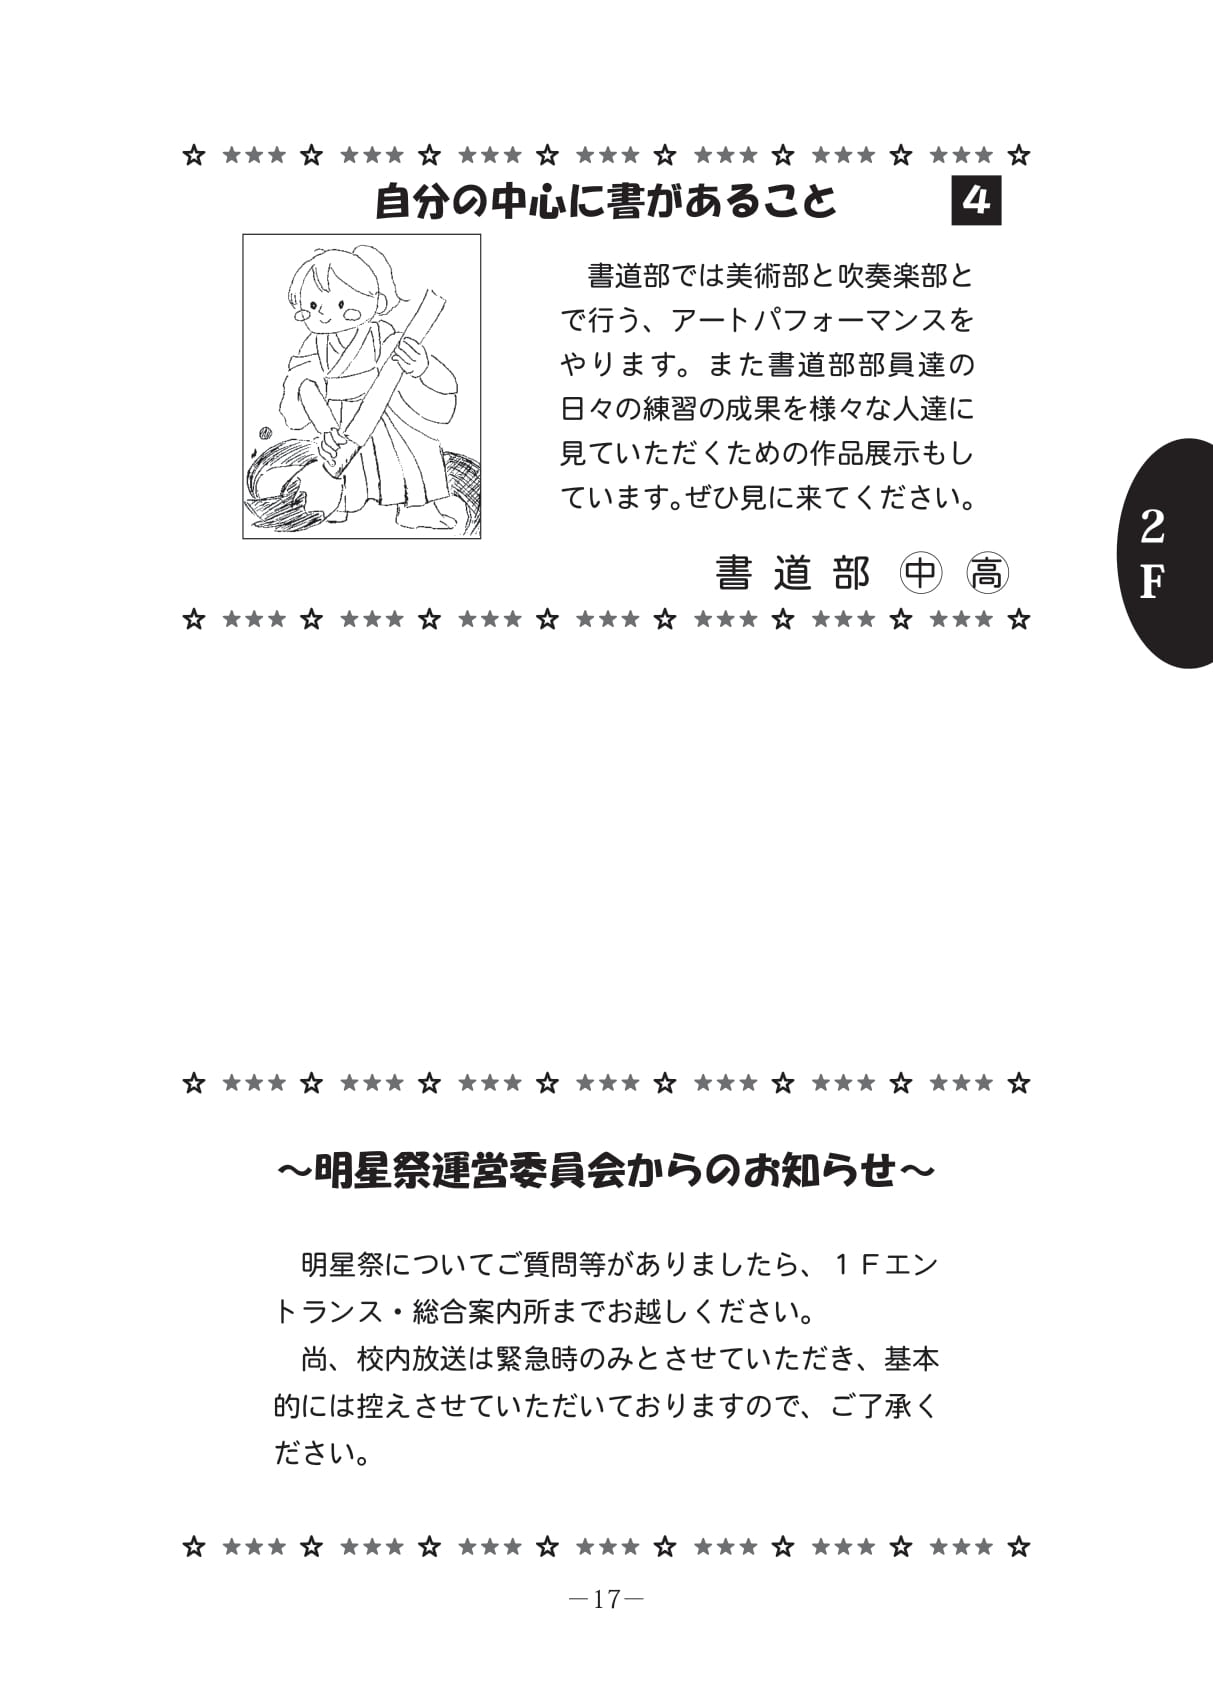 自分の中心に書があること
4
書道部では美術部と吹奏楽部と
で行う、アートパフォーマンスを
やります。また書道部部員達の
日々の練習の成果を様々な人達に
見ていただくための作品展示もし
ています。ぜひ見に来てください。
書道部 ㊥ ㊤高
2F
～明星祭運営委員会からのお知らせ～
明星祭についてご質問等がありましたら、１Ｆエン
トランス・総合案内所までお越しください。
尚、校内放送は緊急時のみとさせていただき、基本
的には控えさせていただいておりますので、ご了承く
ださい。
―17―